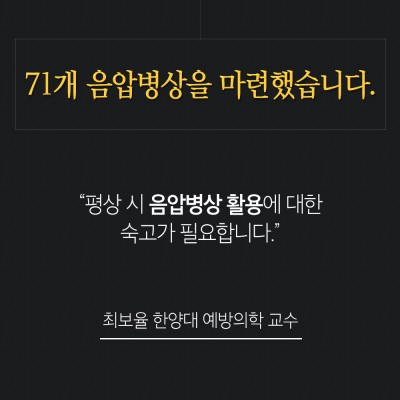 71개 음압병상을 마련했습니다.
“평상 시 음압병상 활용에 대한
숙고가 필요합니다.”
최보율 한양대 예방의학 교수